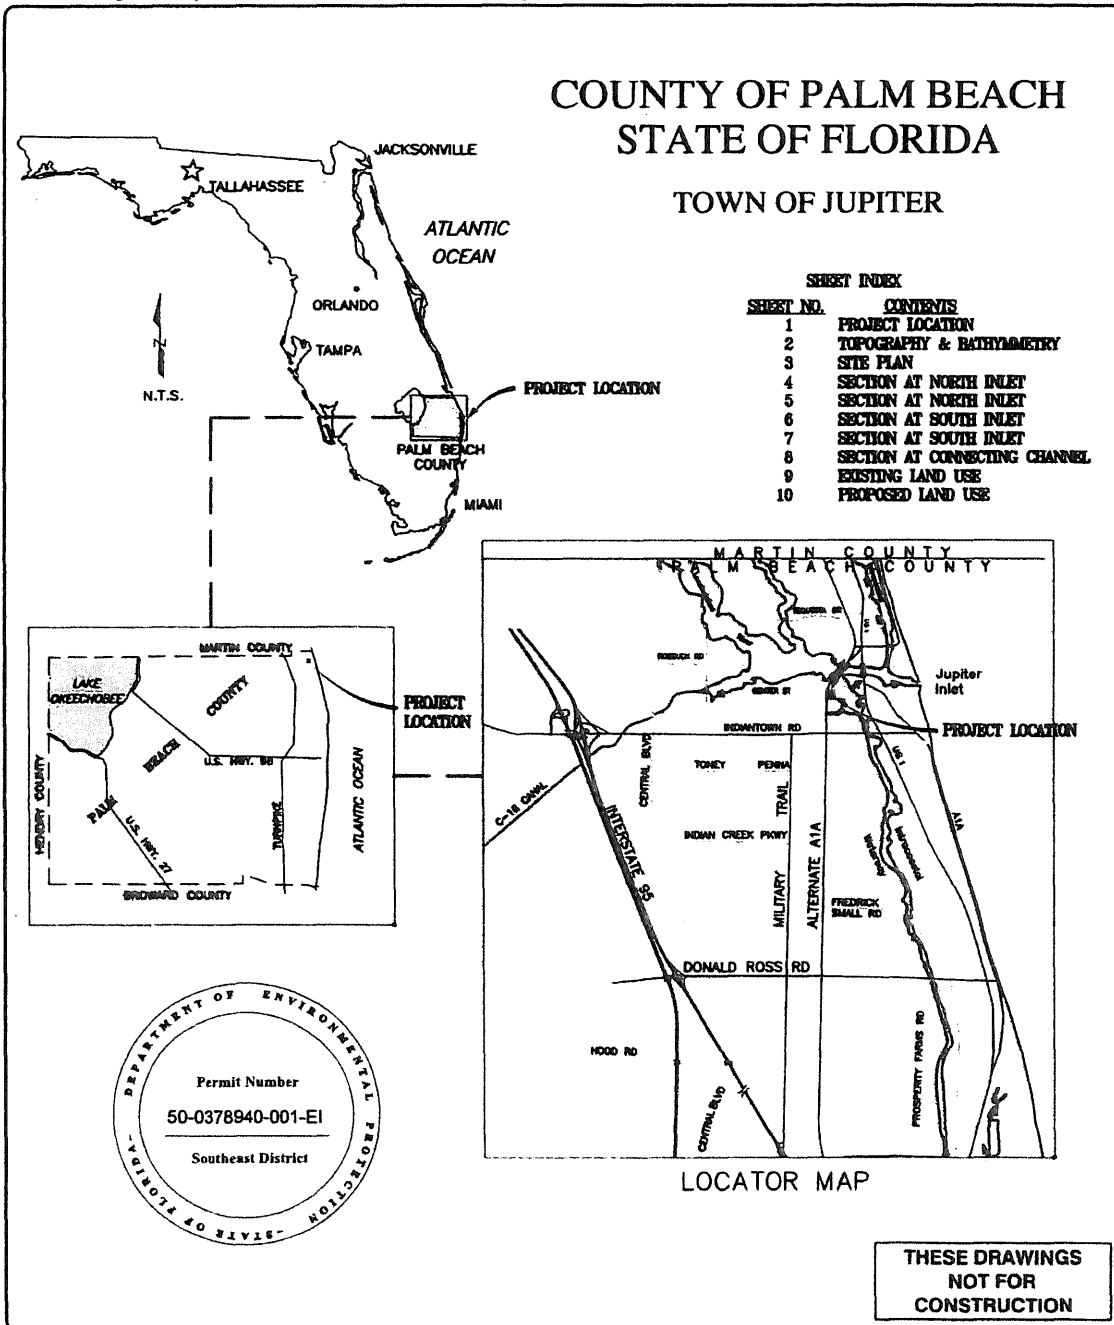 COUNTY OF PALM BEACH
STATE OF FLORIDA
TOWN OF JUPITER
JACKSONVILLE
TALLAHASSEE
ATLANTIC
OCEAN
ORLANDO
TAMPA
N
N.T.S.
PROJECT LOCATION
PALM BEACH
COUNTY
MIAMI
SHEET INDEX
SHEET NO. CONTENTS
1 PROJECT LOCATION
2 TOPOGRAPHY & BATHYMMETRY
3 SITE PLAN
4 SECTION AT NORTH INLET
5 SECTION AT NORTH INLET
6 SECTION AT SOUTH INLET
7 SECTION AT SOUTH INLET
8 SECTION AT CONNECTING CHANNEL
9 EXISTING LAND USE
10 PROPOSED LAND USE
MARTIN COUNTY
LAKE
OKEECHOBEE
PALM BEACH COUNTY
U.S. HWY. 98
U.S. HWY. 27
TURNPIKE
HENDRY COUNTY
BROWARD COUNTY
ATLANTIC OCEAN
PROJECT
LOCATION
MARTIN COUNTY
PALM BEACH COUNTY
ROEBUCK RD
CENTER ST
US 1
Jupiter
Inlet
PROJECT LOCATION
INDIANTOWN RD
CENTRAL BLVD
TONEY PENNA
C-18 CANAL
INTERSTATE 95
INDIAN CREEK PKWY
MILITARY TRAIL
ALTERNATE A1A
US 1
A1A
Intracoastal
Waterway
FREDRICK
SMALL RD
DONALD ROSS RD
HOOD RD
CENTRAL BLVD
PROSPERITY FARMS RD
LOCATOR MAP
DEPARTMENT OF ENVIRONMENTAL PROTECTION -STATE OF FLORIDA-
Permit Number
50-0378940-001-EI
Southeast District
THESE DRAWINGS
NOT FOR
CONSTRUCTION